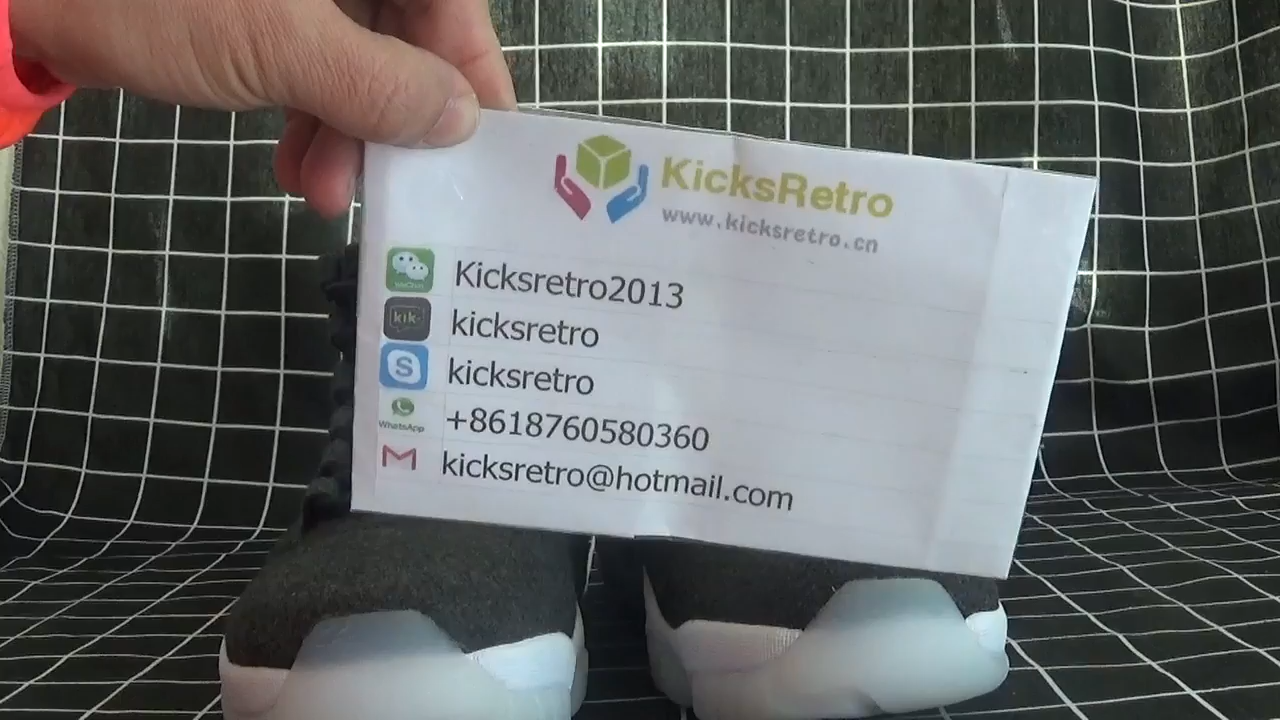 KicksRetro
www.kicksretro.cn
WeChat
Kicksretro2013
kik·
kicksretro
S
kicksretro
WhatsApp
+8618760580360
kicksretro@hotmail.com